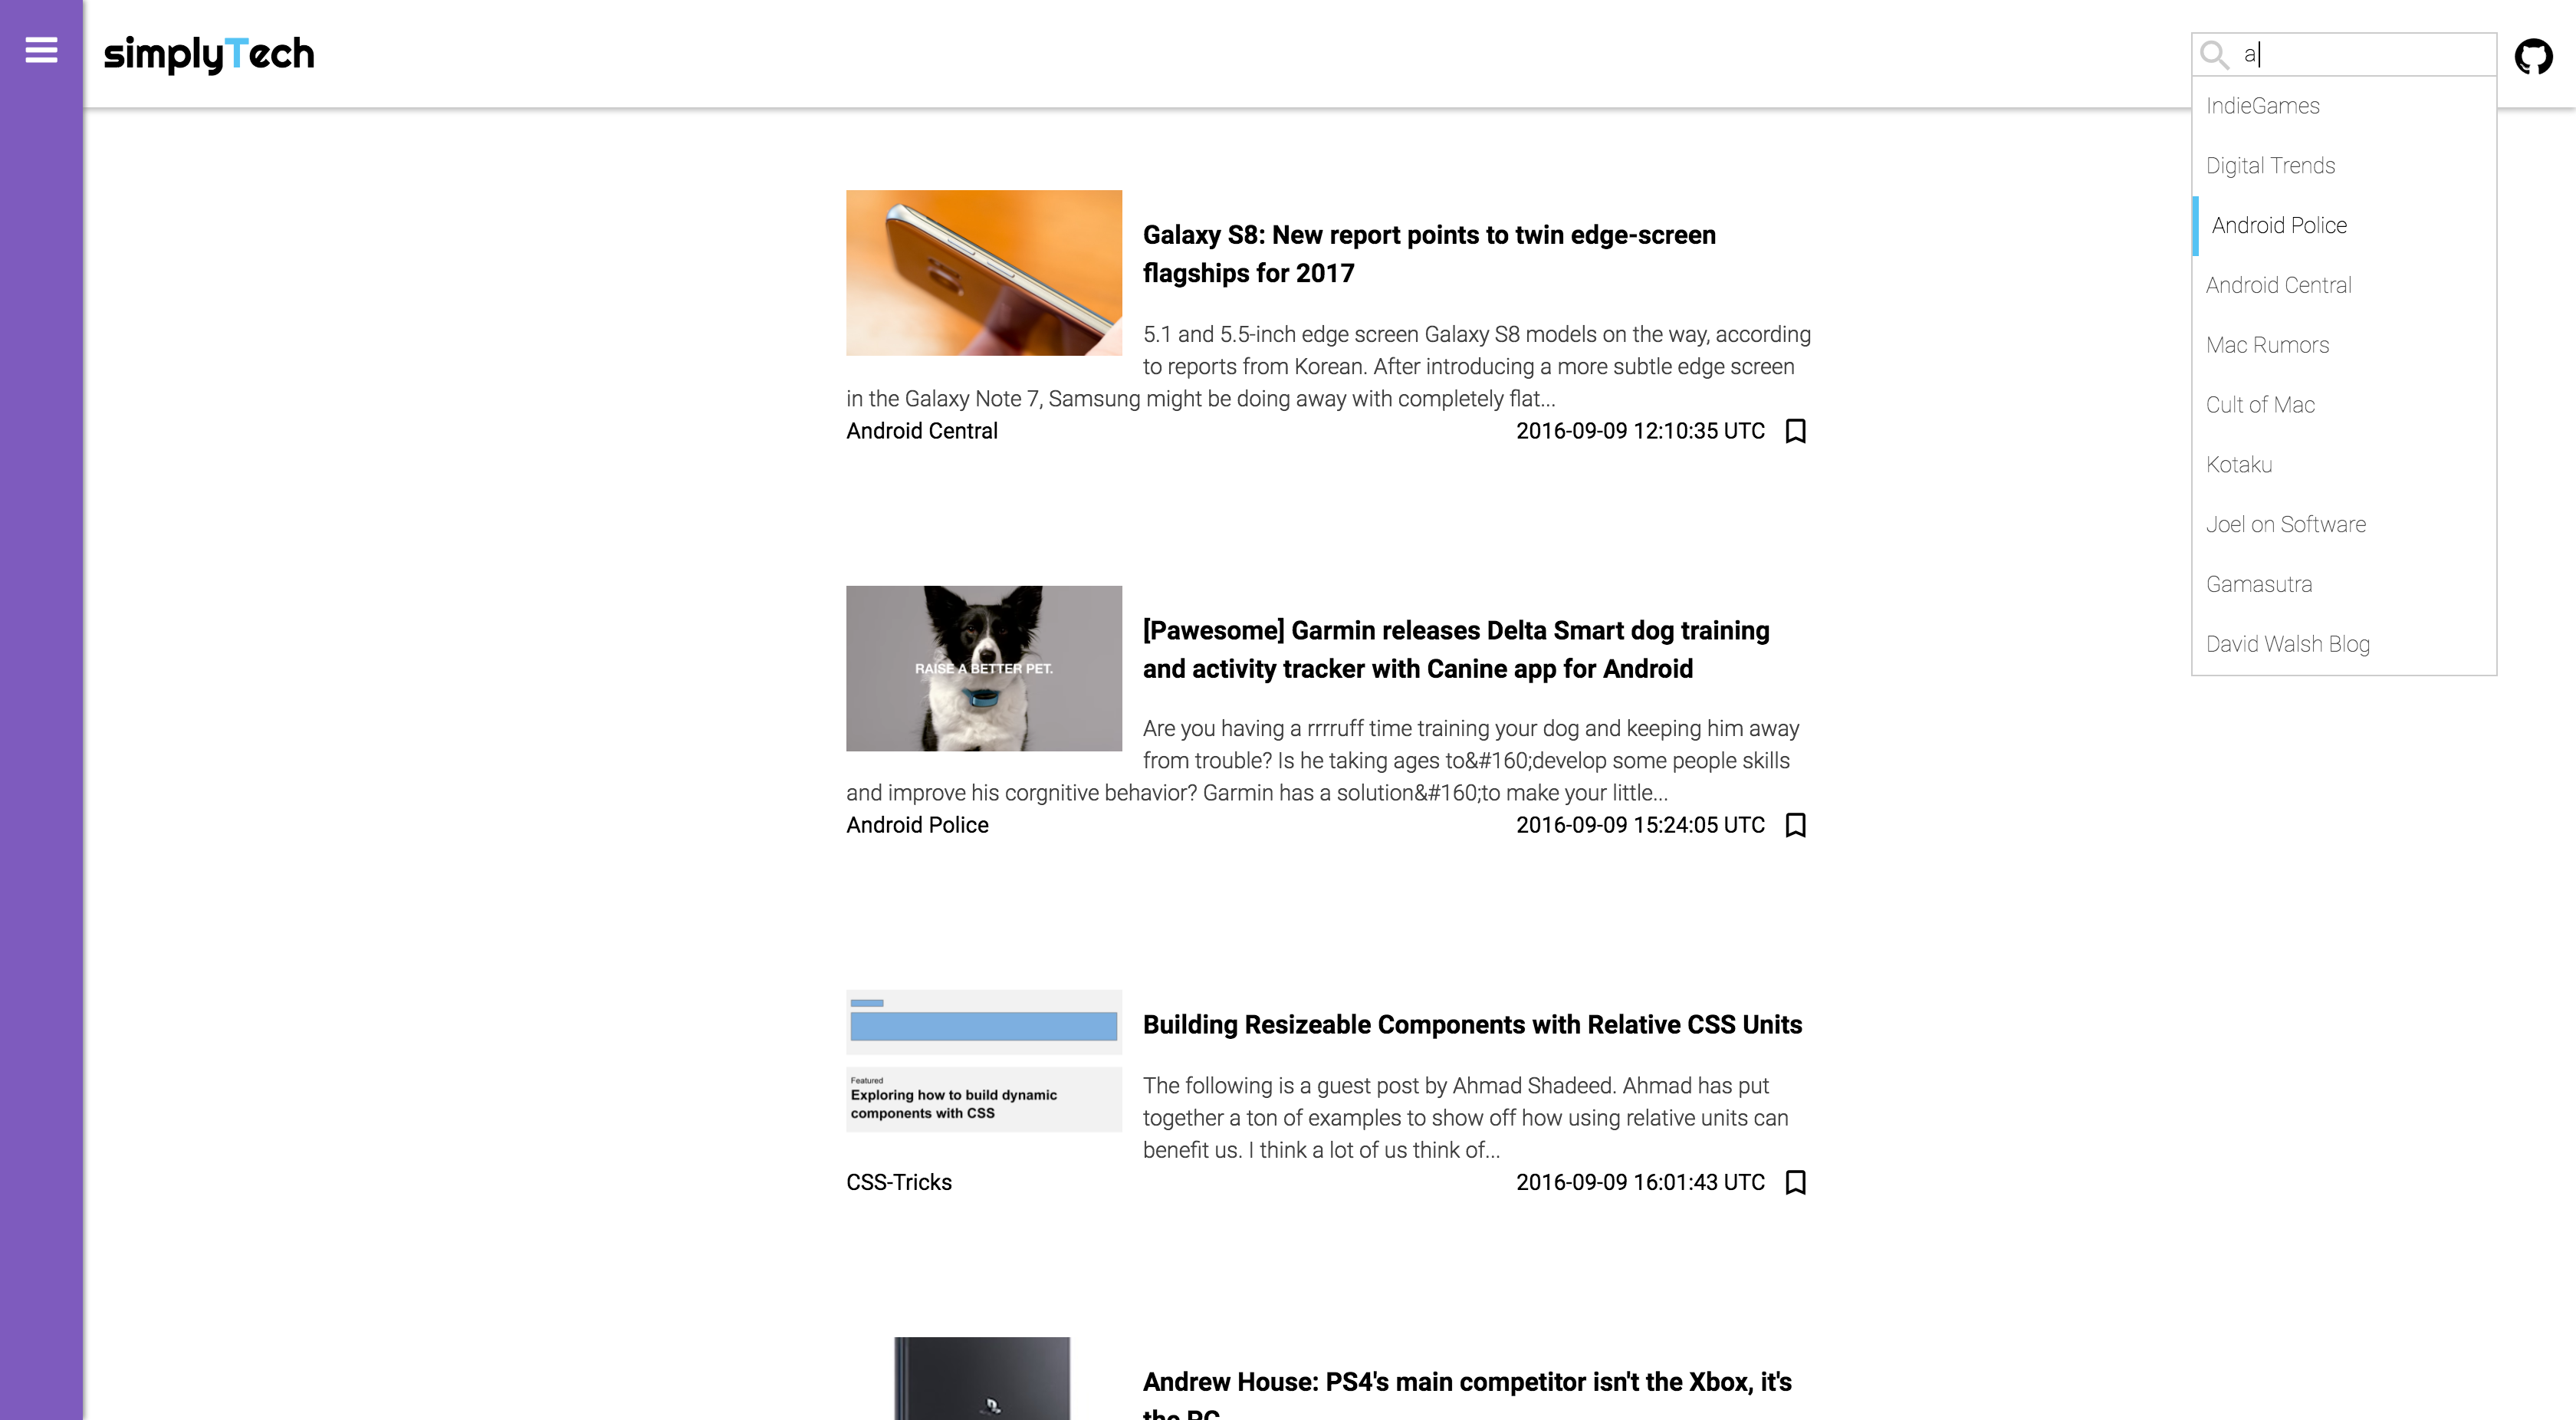 simplyTech
a
IndieGames
Digital Trends
Android Police
Android Central
Mac Rumors
Cult of Mac
Kotaku
Joel on Software
Gamasutra
David Walsh Blog
Galaxy S8: New report points to twin edge-screen
flagships for 2017
5.1 and 5.5-inch edge screen Galaxy S8 models on the way, according
to reports from Korean. After introducing a more subtle edge screen
in the Galaxy Note 7, Samsung might be doing away with completely flat...
Android Central 2016-09-09 12:10:35 UTC
RAISE A BETTER PET.
[Pawesome] Garmin releases Delta Smart dog training
and activity tracker with Canine app for Android
Are you having a rrrruff time training your dog and keeping him away
from trouble? Is he taking ages to&#160;develop some people skills
and improve his corgnitive behavior? Garmin has a solution&#160;to make your little...
Android Police 2016-09-09 15:24:05 UTC
Featured
Exploring how to build dynamic
components with CSS
Building Resizeable Components with Relative CSS Units
The following is a guest post by Ahmad Shadeed. Ahmad has put
together a ton of examples to show off how using relative units can
benefit us. I think a lot of us think of...
CSS-Tricks 2016-09-09 16:01:43 UTC
Andrew House: PS4's main competitor isn't the Xbox, it's
the PC